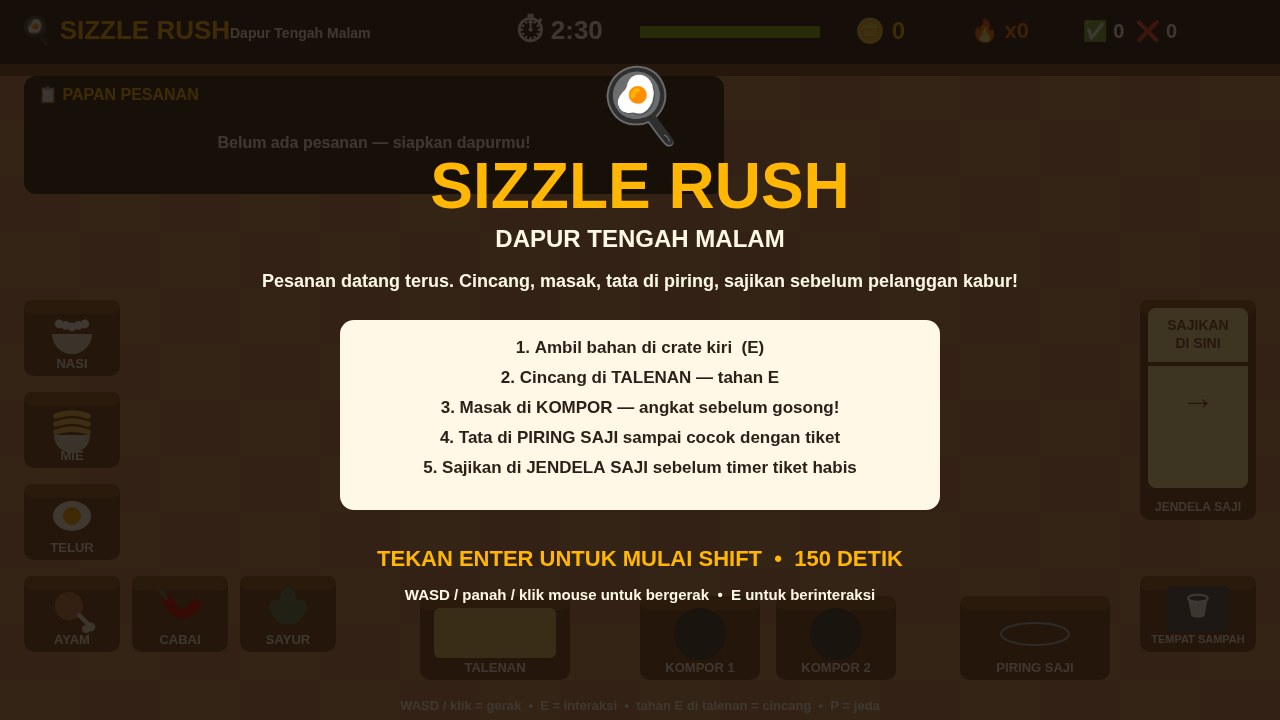 SIZZLE RUSH Dapur Tengah Malam 2:30 0 x0 0 0
PAPAN PESANAN
Belum ada pesanan — siapkan dapurmu!
SIZZLE RUSH
DAPUR TENGAH MALAM
Pesanan datang terus. Cincang, masak, tata di piring, sajikan sebelum pelanggan kabur!
1. Ambil bahan di crate kiri (E)
2. Cincang di TALENAN — tahan E
3. Masak di KOMPOR — angkat sebelum gosong!
4. Tata di PIRING SAJI sampai cocok dengan tiket
5. Sajikan di JENDELA SAJI sebelum timer tiket habis
TEKAN ENTER UNTUK MULAI SHIFT • 150 DETIK
WASD / panah / klik mouse untuk bergerak • E untuk berinteraksi
NASI
MIE
TELUR
AYAM
CABAI
SAYUR
TALENAN
KOMPOR 1
KOMPOR 2
PIRING SAJI
SAJIKAN
DI SINI
→
JENDELA SAJI
TEMPAT SAMPAH
WASD / klik = gerak • E = interaksi • tahan E di talenan = cincang • P = jeda